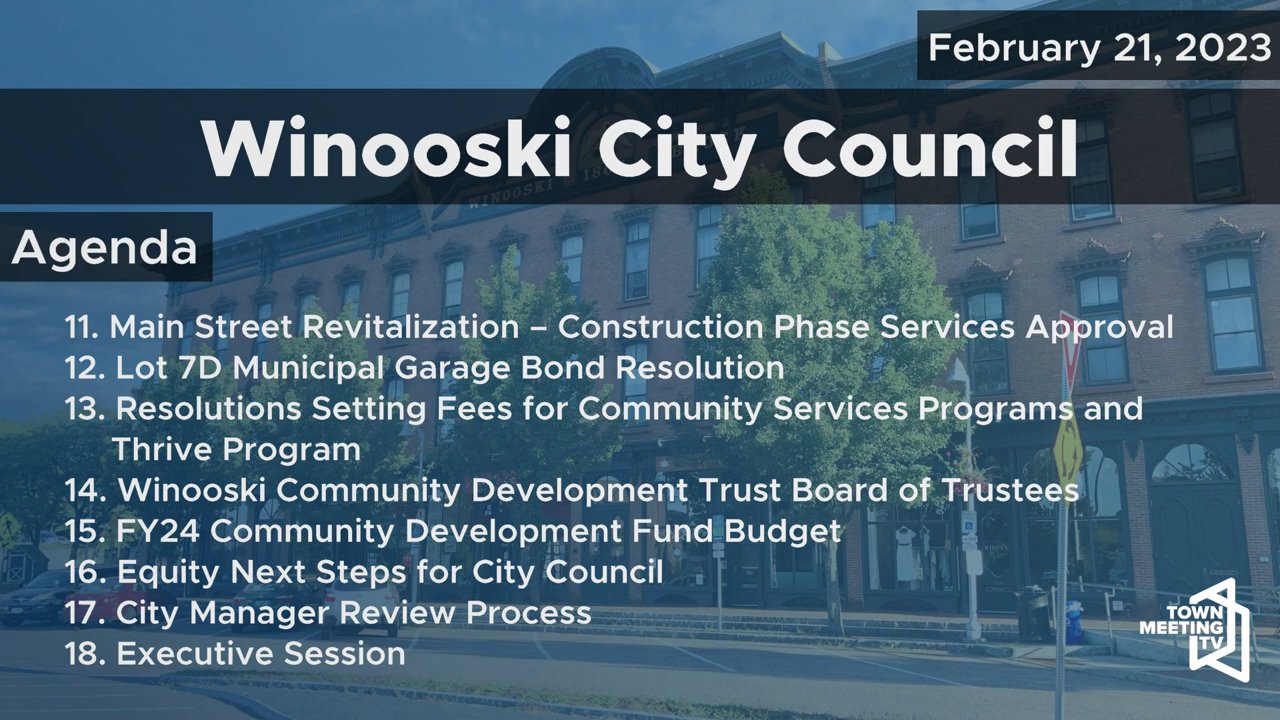 February 21, 2023
Winooski City Council
WINOOSKI
Agenda
11. Main Street Revitalization – Construction Phase Services Approval
12. Lot 7D Municipal Garage Bond Resolution
13. Resolutions Setting Fees for Community Services Programs and
Thrive Program
14. Winooski Community Development Trust Board of Trustees
15. FY24 Community Development Fund Budget
16. Equity Next Steps for City Council
17. City Manager Review Process
18. Executive Session
TOWN
MEETING
TV